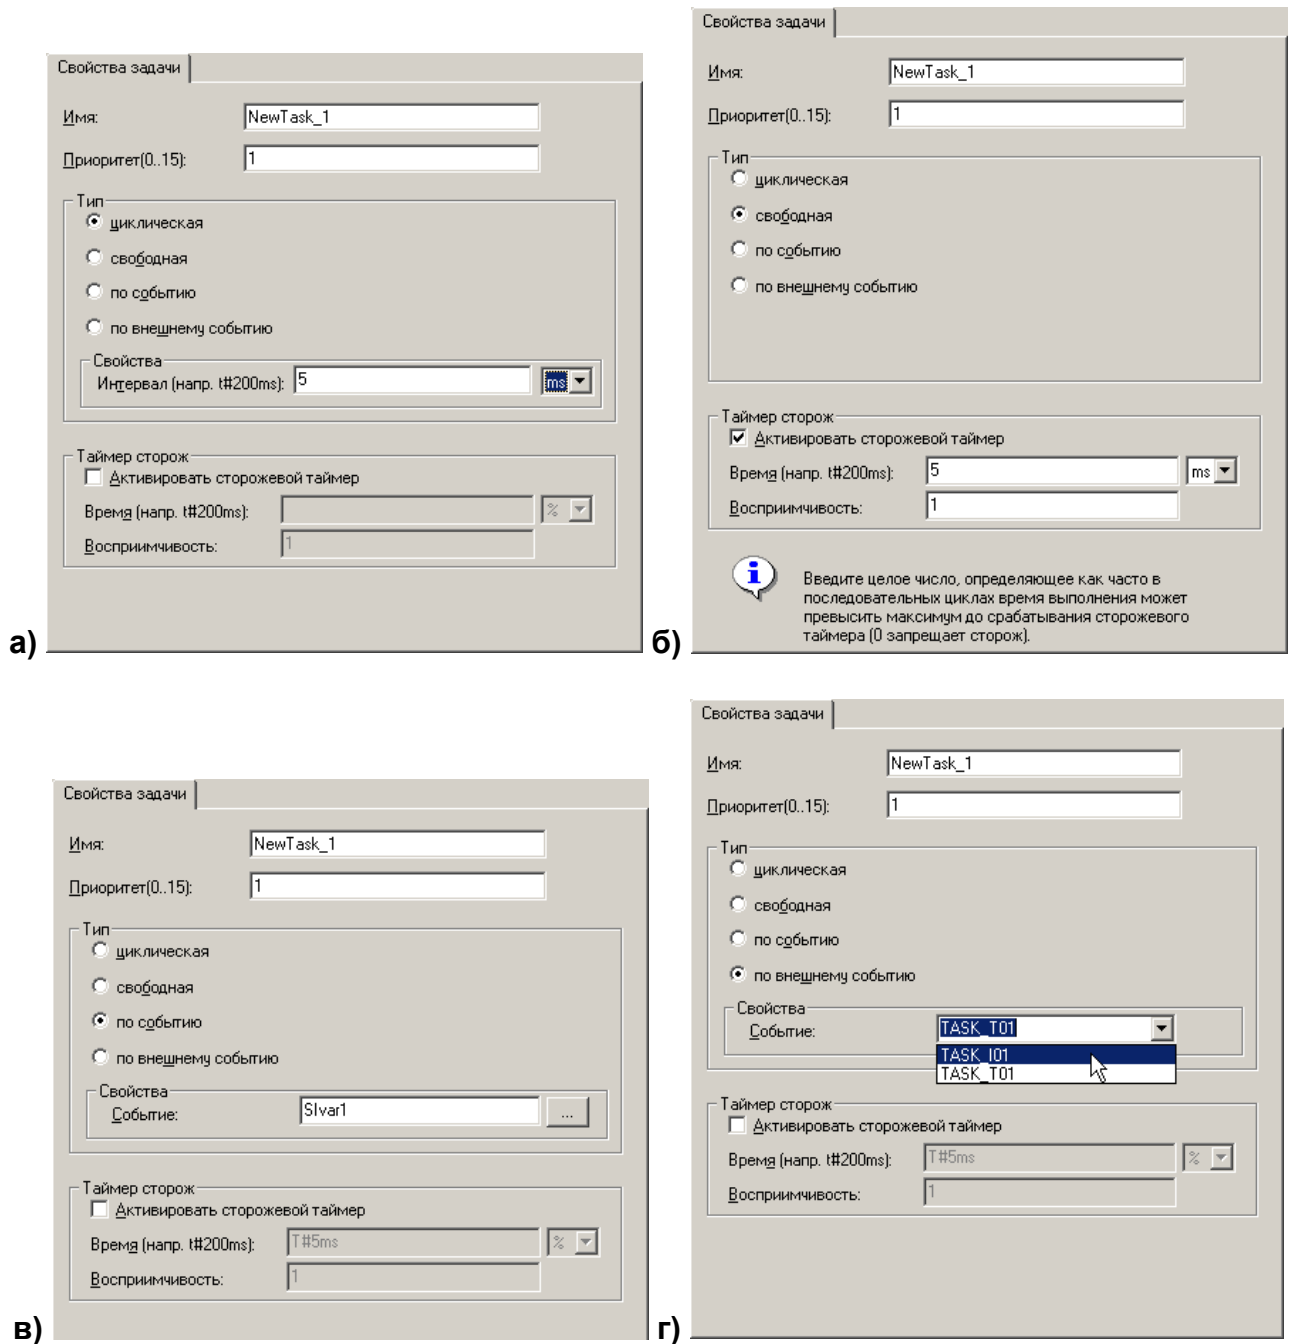 Свойства задачи
Имя: NewTask_1
Приоритет(0..15): 1
Тип
циклическая
свободная
по событию
по внешнему событию
Свойства
Интервал (напр. t#200ms): 5 ms
Таймер сторож
Активировать сторожевой таймер
Время (напр. t#200ms): %
Восприимчивость: 1
а)
Свойства задачи
Имя: NewTask_1
Приоритет(0..15): 1
Тип
циклическая
свободная
по событию
по внешнему событию
Таймер сторож
Активировать сторожевой таймер
Время (напр. t#200ms): 5 ms
Восприимчивость: 1
Введите целое число, определяющее как часто в
последовательных циклах время выполнения может
превысить максимум до срабатывания сторожевого
таймера (0 запрещает сторож).
б)
Свойства задачи
Имя: NewTask_1
Приоритет(0..15): 1
Тип
циклическая
свободная
по событию
по внешнему событию
Свойства
Событие: SIvar1 ...
Таймер сторож
Активировать сторожевой таймер
Время (напр. t#200ms): T#5ms %
Восприимчивость: 1
в)
Свойства задачи
Имя: NewTask_1
Приоритет(0..15): 1
Тип
циклическая
свободная
по событию
по внешнему событию
Свойства
Событие: TASK_T01
TASK_I01
TASK_T01
Таймер сторож
Активировать сторожевой таймер
Время (напр. t#200ms): T#5ms %
Восприимчивость: 1
г)